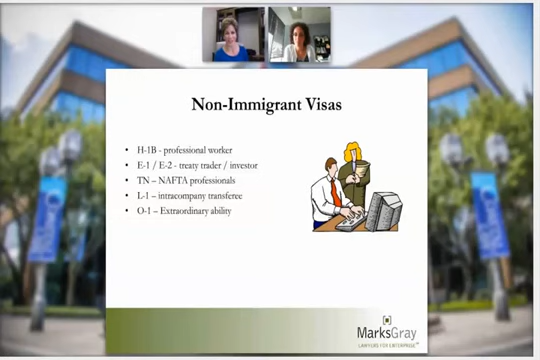 Non-Immigrant Visas
• H-1B - professional worker
• E-1 / E-2 - treaty trader / investor
• TN – NAFTA professionals
• L-1 – intracompany transferee
• O-1 – Extraordinary ability
MarksGray
LAWYERS FOR ENTERPRISE